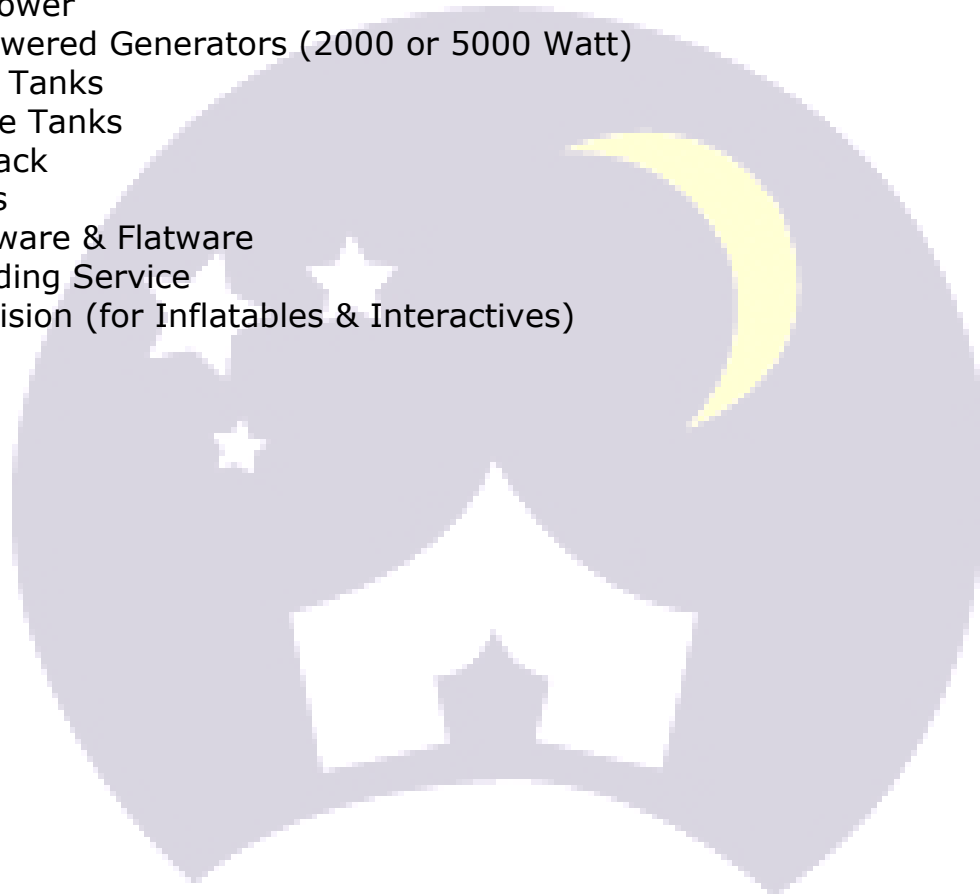 ower
wered Generators (2000 or 5000 Watt)
Tanks
e Tanks
ack
s
ware & Flatware
ding Service
ision (for Inflatables & Interactives)